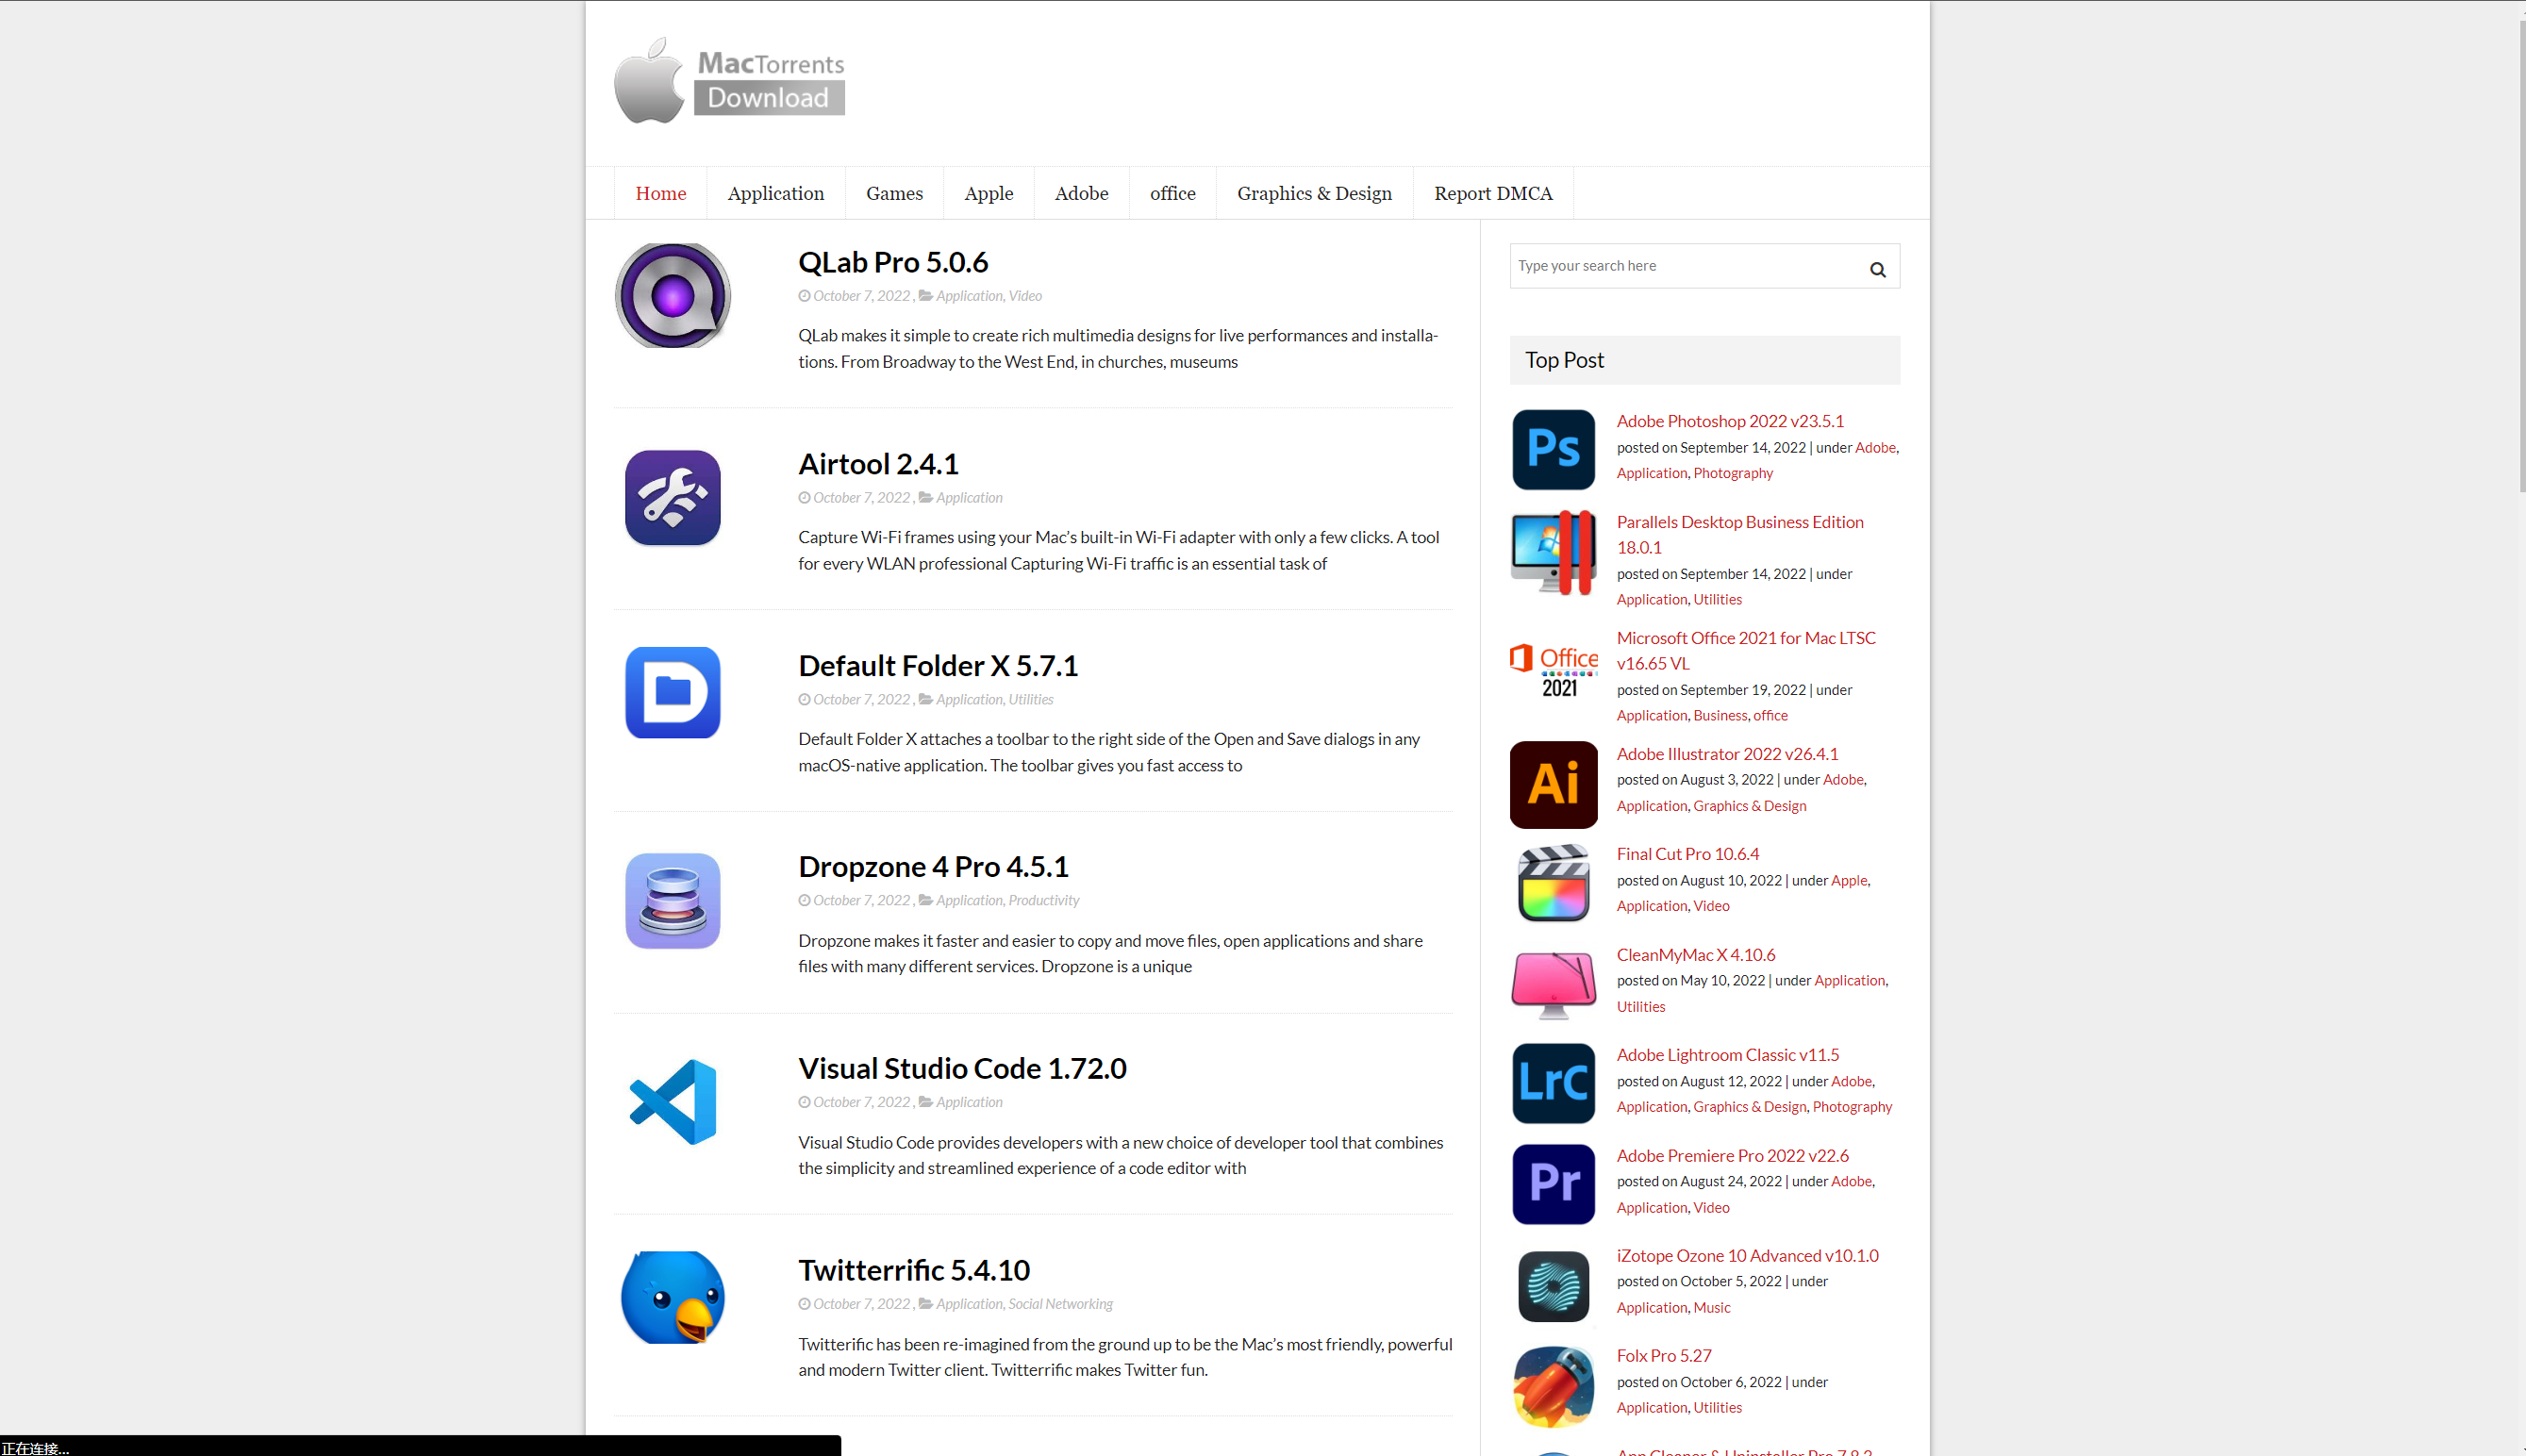 MacTorrents
Download
Home
Application
Games
Apple
Adobe
office
Graphics & Design
Report DMCA
QLab Pro 5.0.6
October 7, 2022 , Application, Video
QLab makes it simple to create rich multimedia designs for live performances and installa-
tions. From Broadway to the West End, in churches, museums
Airtool 2.4.1
October 7, 2022 , Application
Capture Wi-Fi frames using your Mac’s built-in Wi-Fi adapter with only a few clicks. A tool
for every WLAN professional Capturing Wi-Fi traffic is an essential task of
Default Folder X 5.7.1
October 7, 2022 , Application, Utilities
Default Folder X attaches a toolbar to the right side of the Open and Save dialogs in any
macOS-native application. The toolbar gives you fast access to
Dropzone 4 Pro 4.5.1
October 7, 2022 , Application, Productivity
Dropzone makes it faster and easier to copy and move files, open applications and share
files with many different services. Dropzone is a unique
Visual Studio Code 1.72.0
October 7, 2022 , Application
Visual Studio Code provides developers with a new choice of developer tool that combines
the simplicity and streamlined experience of a code editor with
Twitterrific 5.4.10
October 7, 2022 , Application, Social Networking
Twitterific has been re-imagined from the ground up to be the Mac’s most friendly, powerful
and modern Twitter client. Twitterrific makes Twitter fun.
Type your search here
Top Post
Ps
Adobe Photoshop 2022 v23.5.1
posted on September 14, 2022 | under Adobe,
Application, Photography
Parallels Desktop Business Edition
18.0.1
posted on September 14, 2022 | under
Application, Utilities
Office
2021
Microsoft Office 2021 for Mac LTSC
v16.65 VL
posted on September 19, 2022 | under
Application, Business, office
Ai
Adobe Illustrator 2022 v26.4.1
posted on August 3, 2022 | under Adobe,
Application, Graphics & Design
Final Cut Pro 10.6.4
posted on August 10, 2022 | under Apple,
Application, Video
CleanMyMac X 4.10.6
posted on May 10, 2022 | under Application,
Utilities
LrC
Adobe Lightroom Classic v11.5
posted on August 12, 2022 | under Adobe,
Application, Graphics & Design, Photography
Pr
Adobe Premiere Pro 2022 v22.6
posted on August 24, 2022 | under Adobe,
Application, Video
iZotope Ozone 10 Advanced v10.1.0
posted on October 5, 2022 | under
Application, Music
Folx Pro 5.27
posted on October 6, 2022 | under
Application, Utilities
App Cleaner & Uninstaller Pro 7.8.2
正在连接...